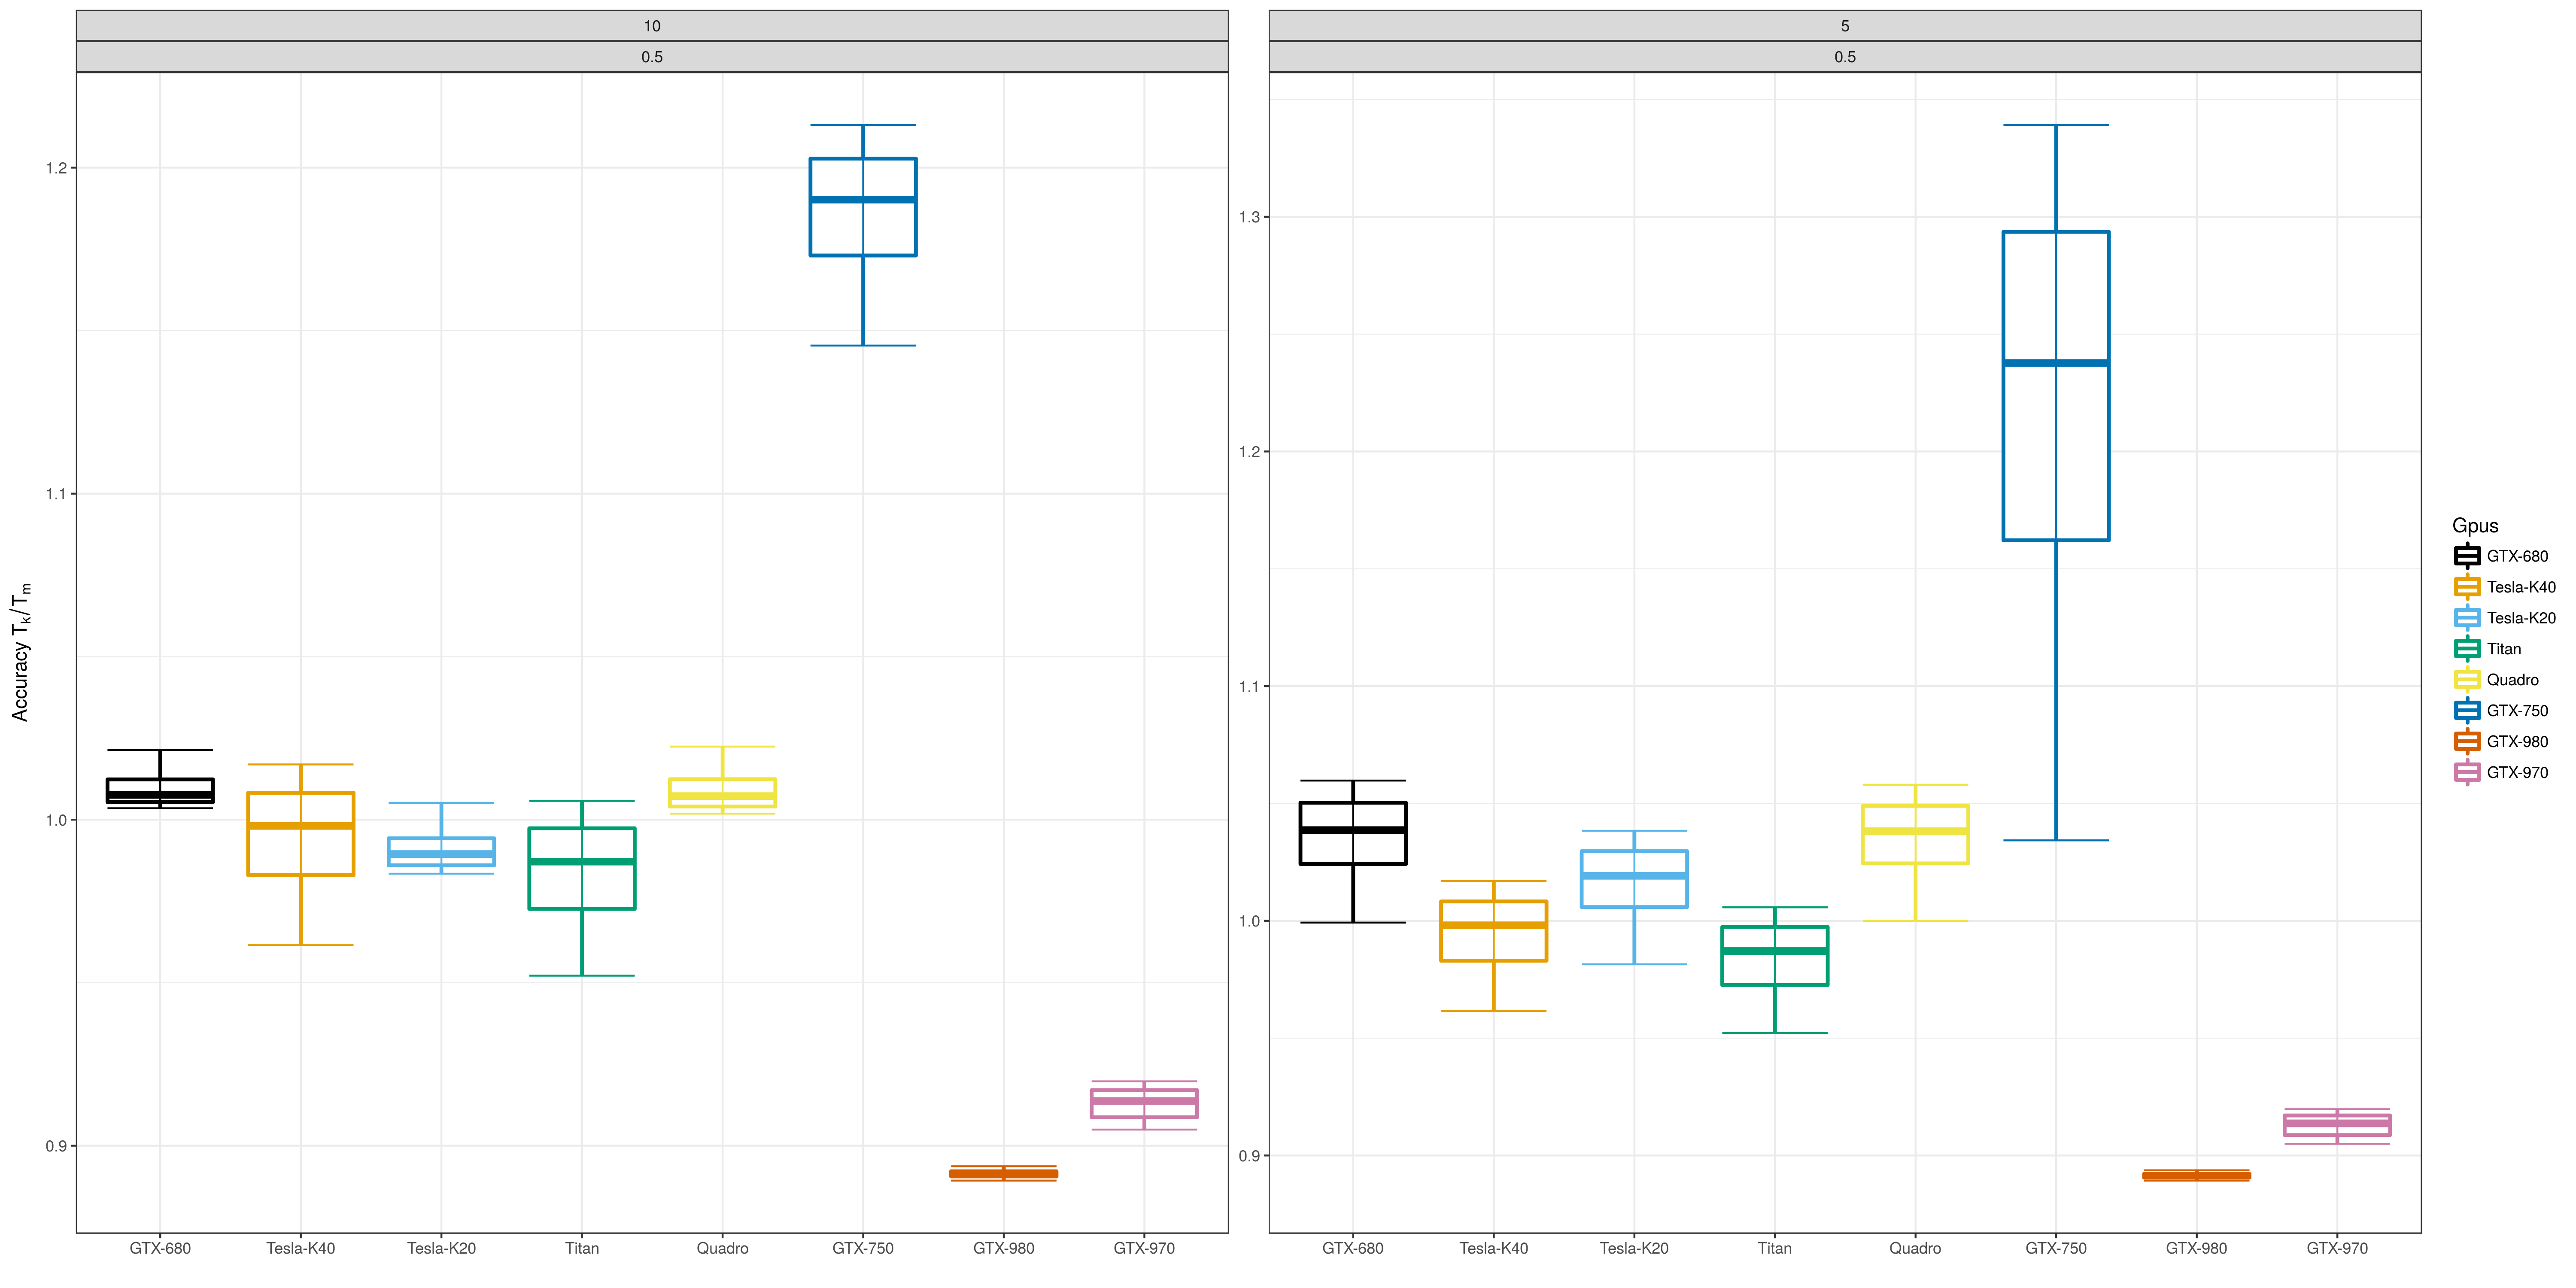 10
0.5
5
0.5
Accuracy Tk/Tm
1.2
1.1
1.0
0.9
GTX-680 Tesla-K40 Tesla-K20 Titan Quadro GTX-750 GTX-980 GTX-970
1.3
1.2
1.1
1.0
0.9
GTX-680 Tesla-K40 Tesla-K20 Titan Quadro GTX-750 GTX-980 GTX-970
Gpus
GTX-680
Tesla-K40
Tesla-K20
Titan
Quadro
GTX-750
GTX-980
GTX-970